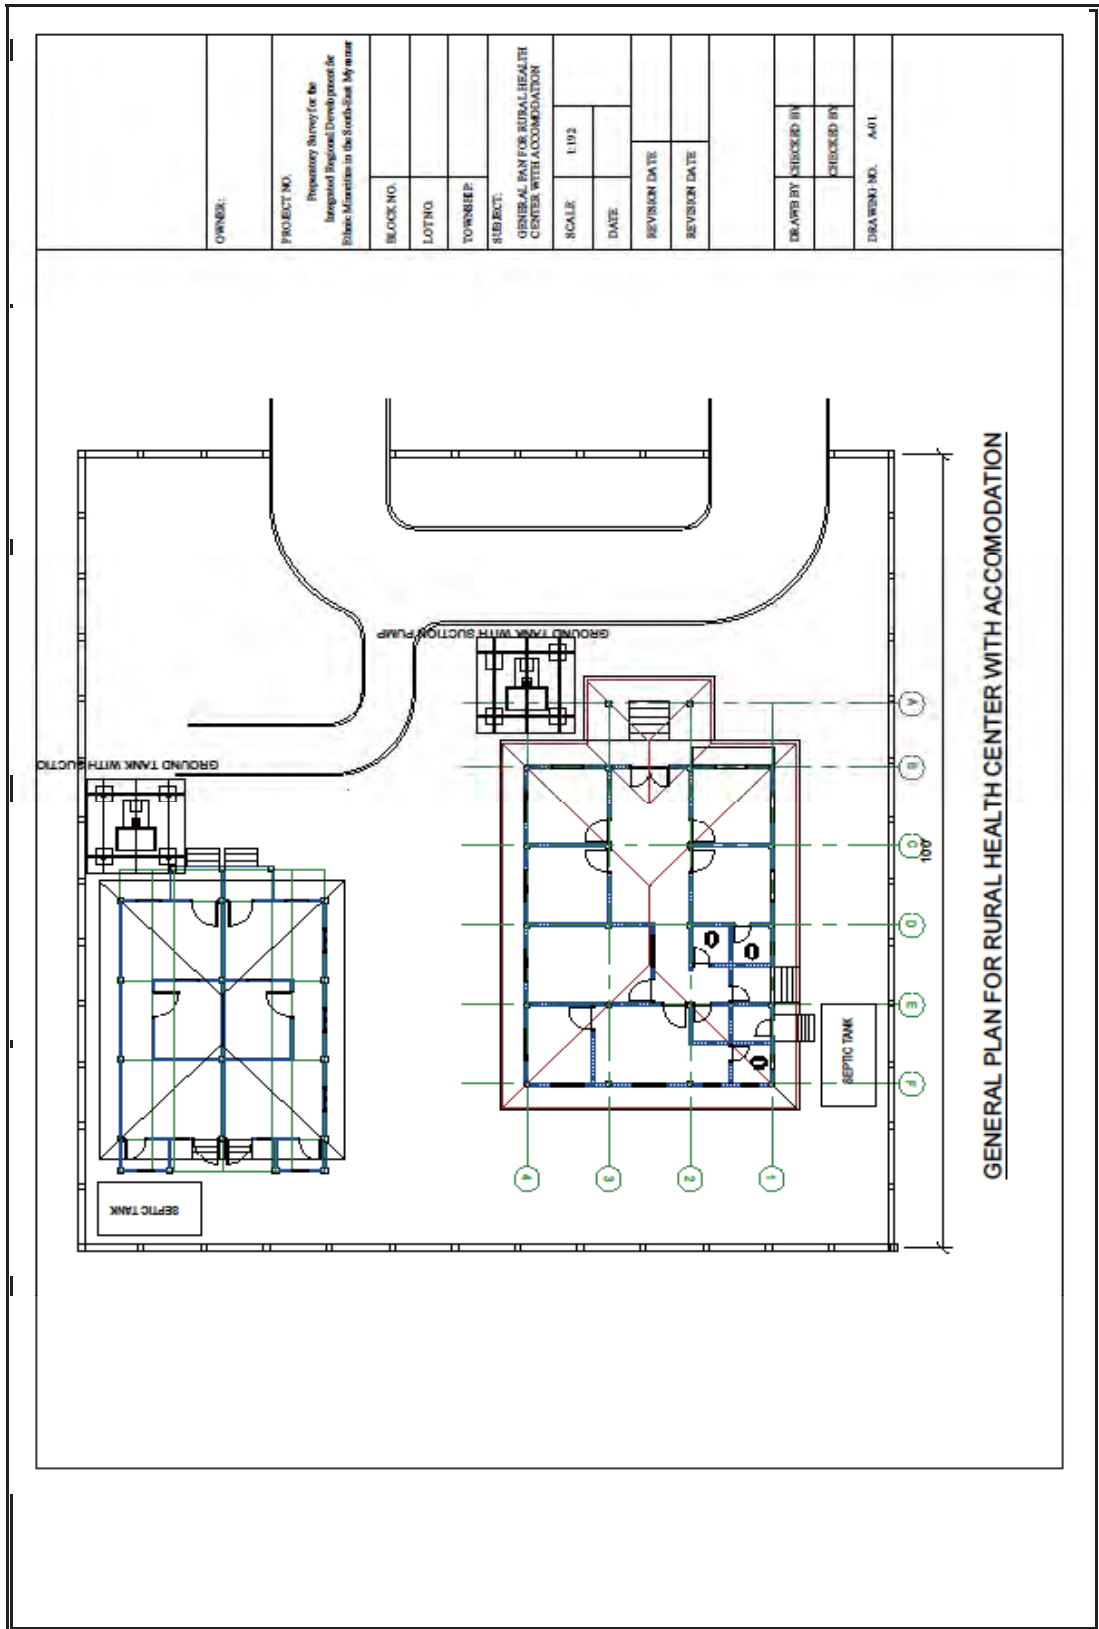 OWNER:
PROJECT NO.
Preparatory Survey for the
Integrated Regional Development for
Ethnic Minorities in the South-East Myanmar
BLOCK NO.
LOT NO.
TOWNSHIP:
SUBJECT:
GENERAL PAN FOR RURAL HEALTH
CENTER WITH ACCOMODATION
SCALE 1:192
DATE
REVISION DATE
REVISION DATE
DRAWB BY CHECKED BY
CHECKED BY
DRAWING NO. A-01
GROUND TANK WITH SUCTION PUMP
GROUND TANK WITH SUCTIO
SEPTIC TANK
SEPTIC TANK
A
B
C
D
E
F
4
3
2
1
100'
GENERAL PLAN FOR RURAL HEALTH CENTER WITH ACCOMODATION